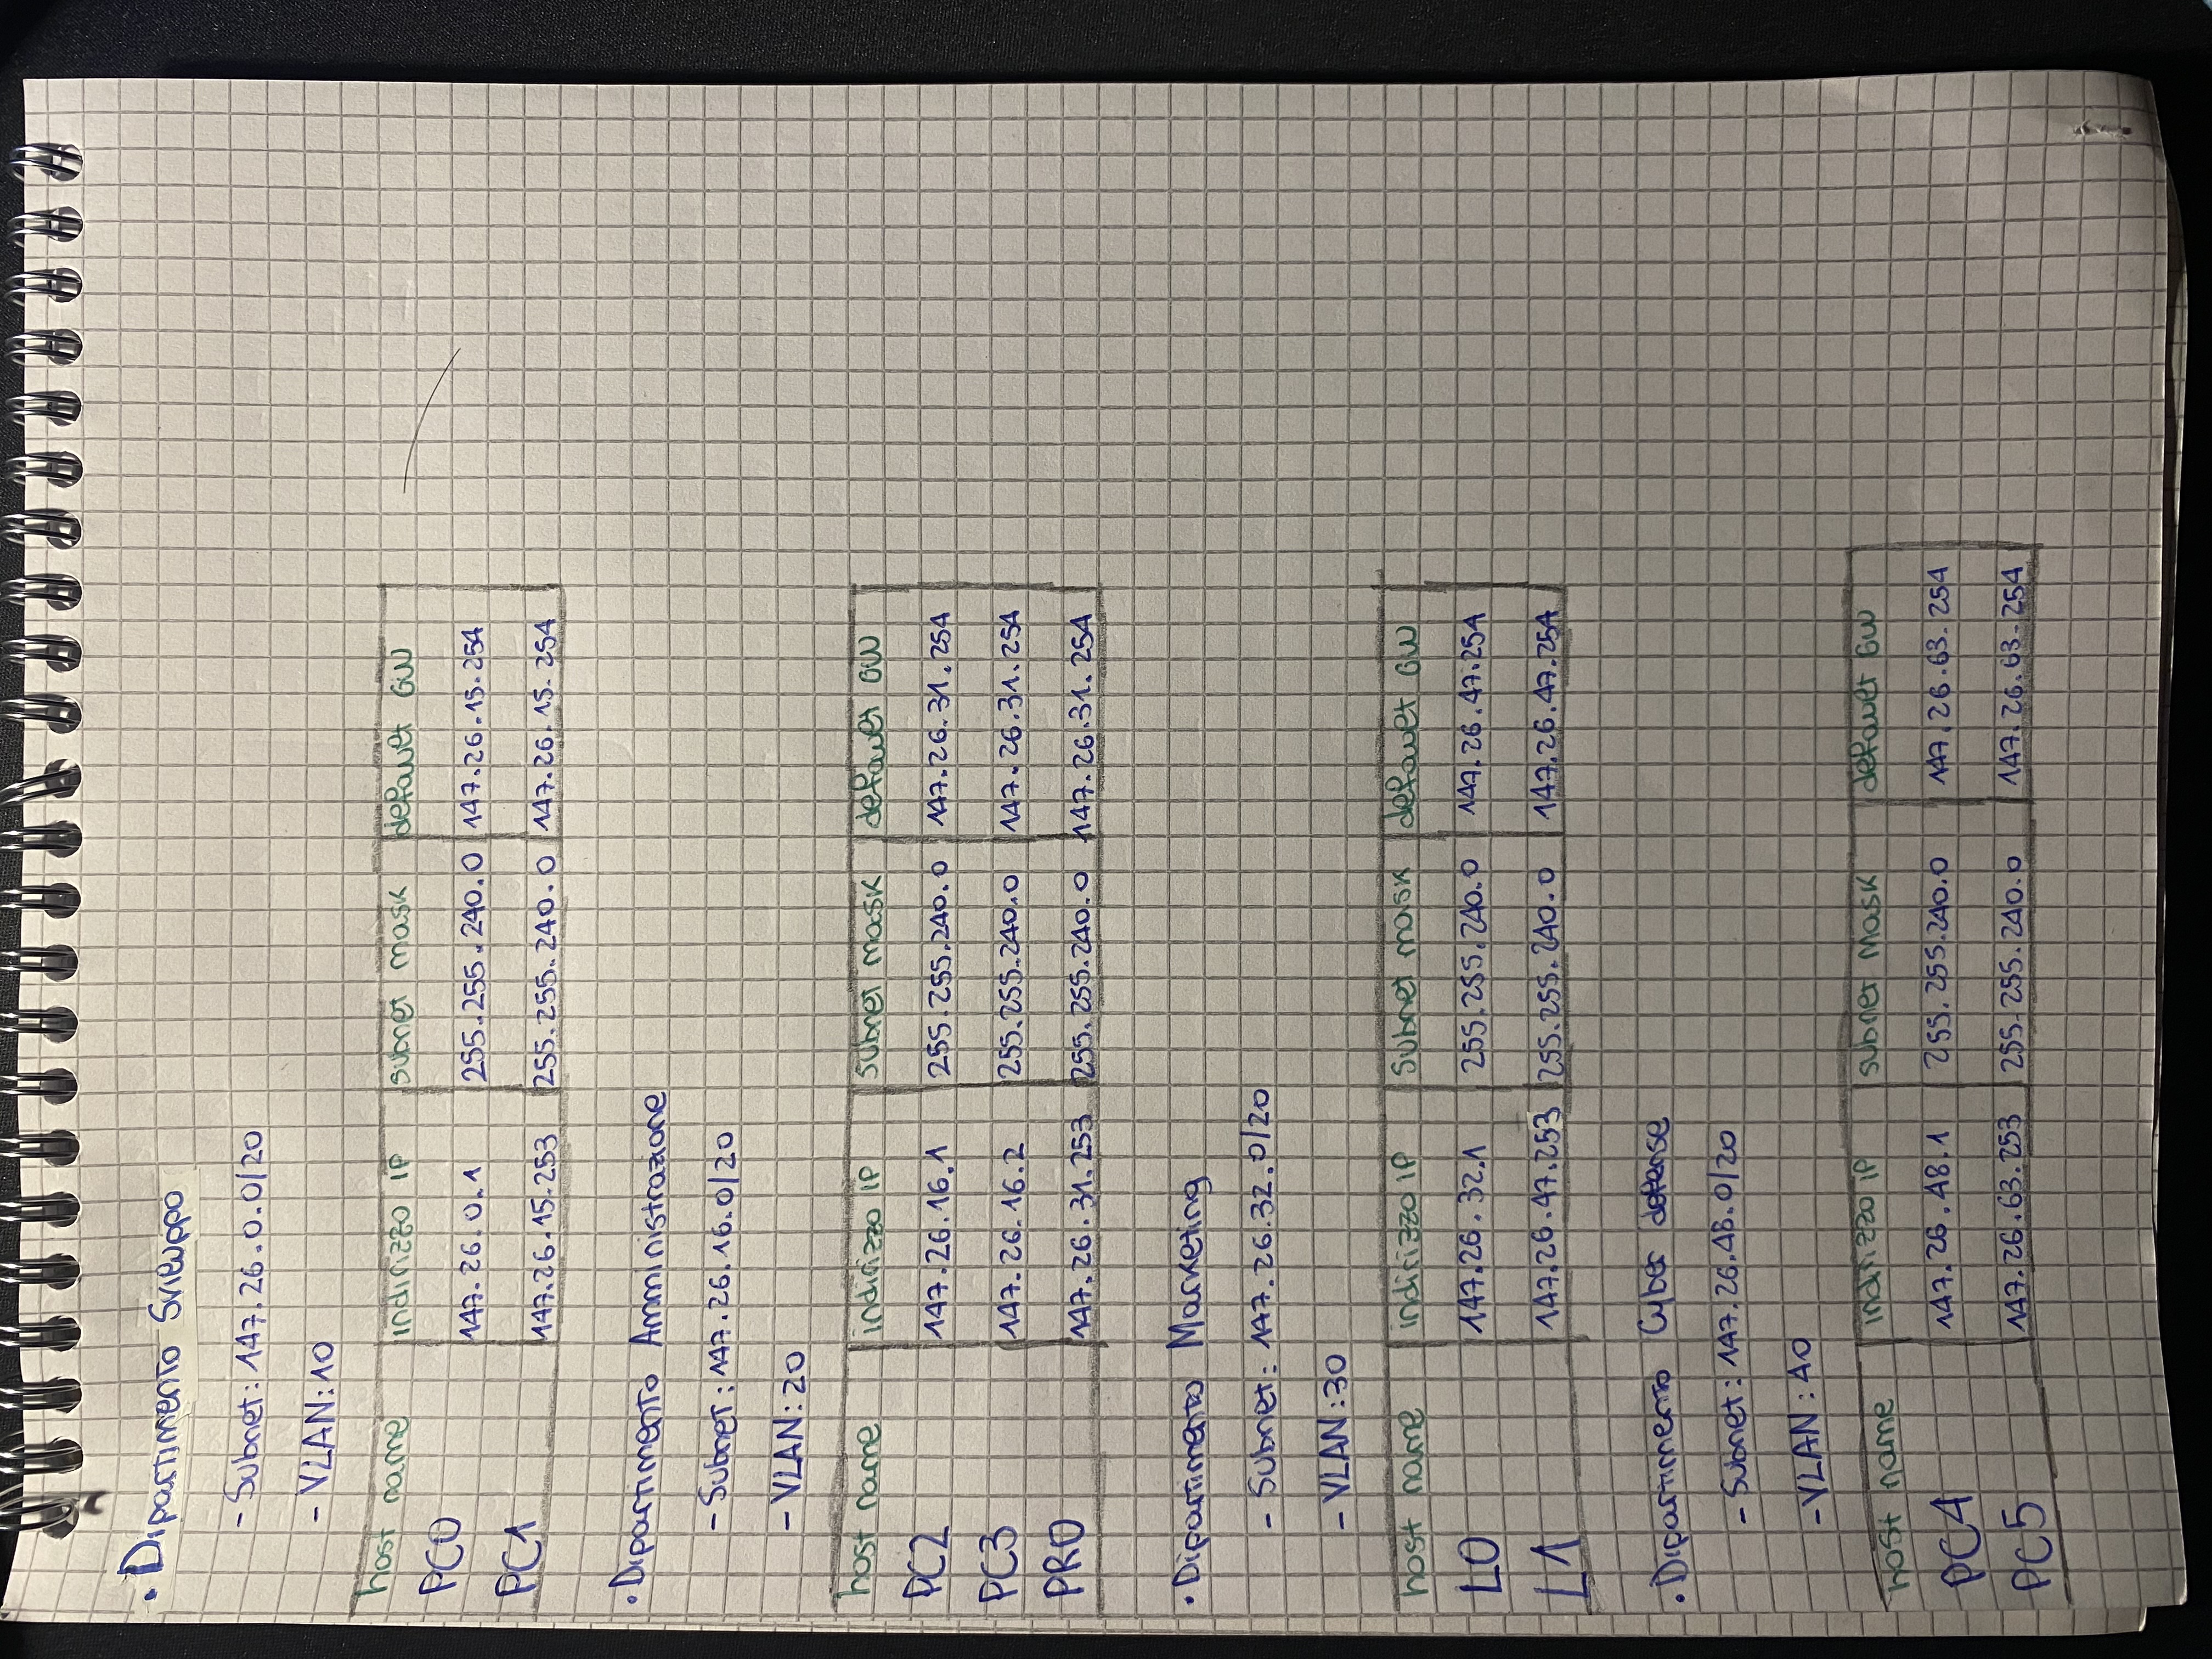 • Dipartimento Sviluppo
- Subnet: 147.26.0.0/20
- VLAN: 10
host name indirizzo IP subnet mask default GW
PC0 147.26.0.1 255.255.240.0 147.26.15.254
PC1 147.26.15.253 255.255.240.0 147.26.15.254
• Dipartimento Amministrazione
- Subnet: 147.26.16.0/20
- VLAN: 20
host name indirizzo IP subnet mask default GW
PC2 147.26.16.1 255.255.240.0 147.26.31.254
PC3 147.26.16.2 255.255.240.0 147.26.31.254
PR0 147.26.31.253 255.255.240.0 147.26.31.254
• Dipartimento Marketing
- Subnet: 147.26.32.0/20
- VLAN: 30
host name indirizzo IP subnet mask default GW
L0 147.26.32.1 255.255.240.0 147.26.47.254
L1 147.26.47.253 255.255.240.0 147.26.47.254
• Dipartimento Cyber defense
- Subnet: 147.26.48.0/20
- VLAN: 40
host name indirizzo IP subnet mask default GW
PC4 147.26.48.1 255.255.240.0 147.26.63.254
PC5 147.26.63.253 255.255.240.0 147.26.63.254